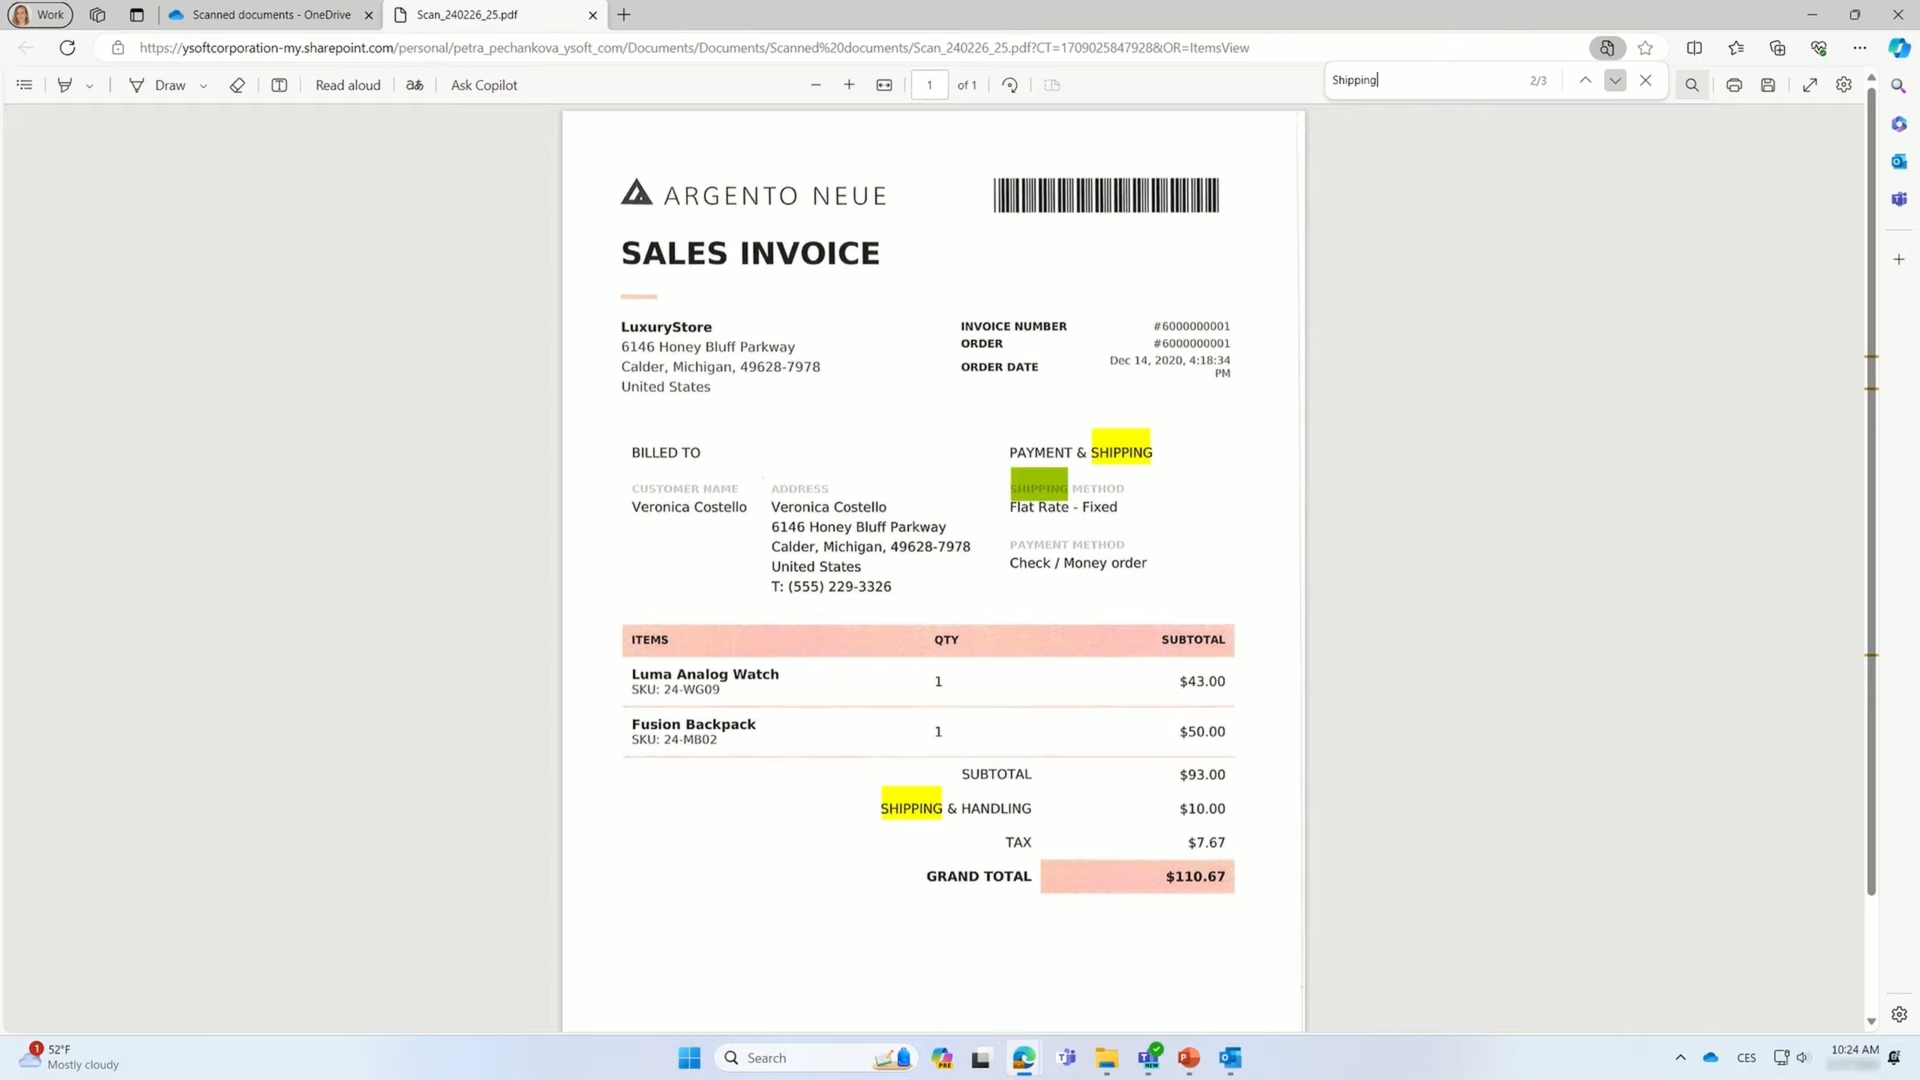 Work
Scanned documents - OneDrive
Scan_240226_25.pdf
https://ysoftcorporation-my.sharepoint.com/personal/petra_pechankova_ysoft_com/Documents/Documents/Scanned%20documents/Scan_240226_25.pdf?CT=1709025847928&OR=ItemsView
Draw
Read aloud
aあ
Ask Copilot
1
of 1
Shipping
2/3
ARGENTO NEUE
SALES INVOICE
LuxuryStore
6146 Honey Bluff Parkway
Calder, Michigan, 49628-7978
United States
INVOICE NUMBER #6000000001
ORDER #6000000001
ORDER DATE Dec 14, 2020, 4:18:34
PM
BILLED TO
PAYMENT & SHIPPING
CUSTOMER NAME
Veronica Costello
ADDRESS
Veronica Costello
6146 Honey Bluff Parkway
Calder, Michigan, 49628-7978
United States
T: (555) 229-3326
SHIPPING METHOD
Flat Rate - Fixed
PAYMENT METHOD
Check / Money order
ITEMS QTY SUBTOTAL
Luma Analog Watch
SKU: 24-WG09
1 $43.00
Fusion Backpack
SKU: 24-MB02
1 $50.00
SUBTOTAL $93.00
SHIPPING & HANDLING $10.00
TAX $7.67
GRAND TOTAL $110.67
1
52°F
Mostly cloudy
Search
PRE
NEW
CES
10:24 AM